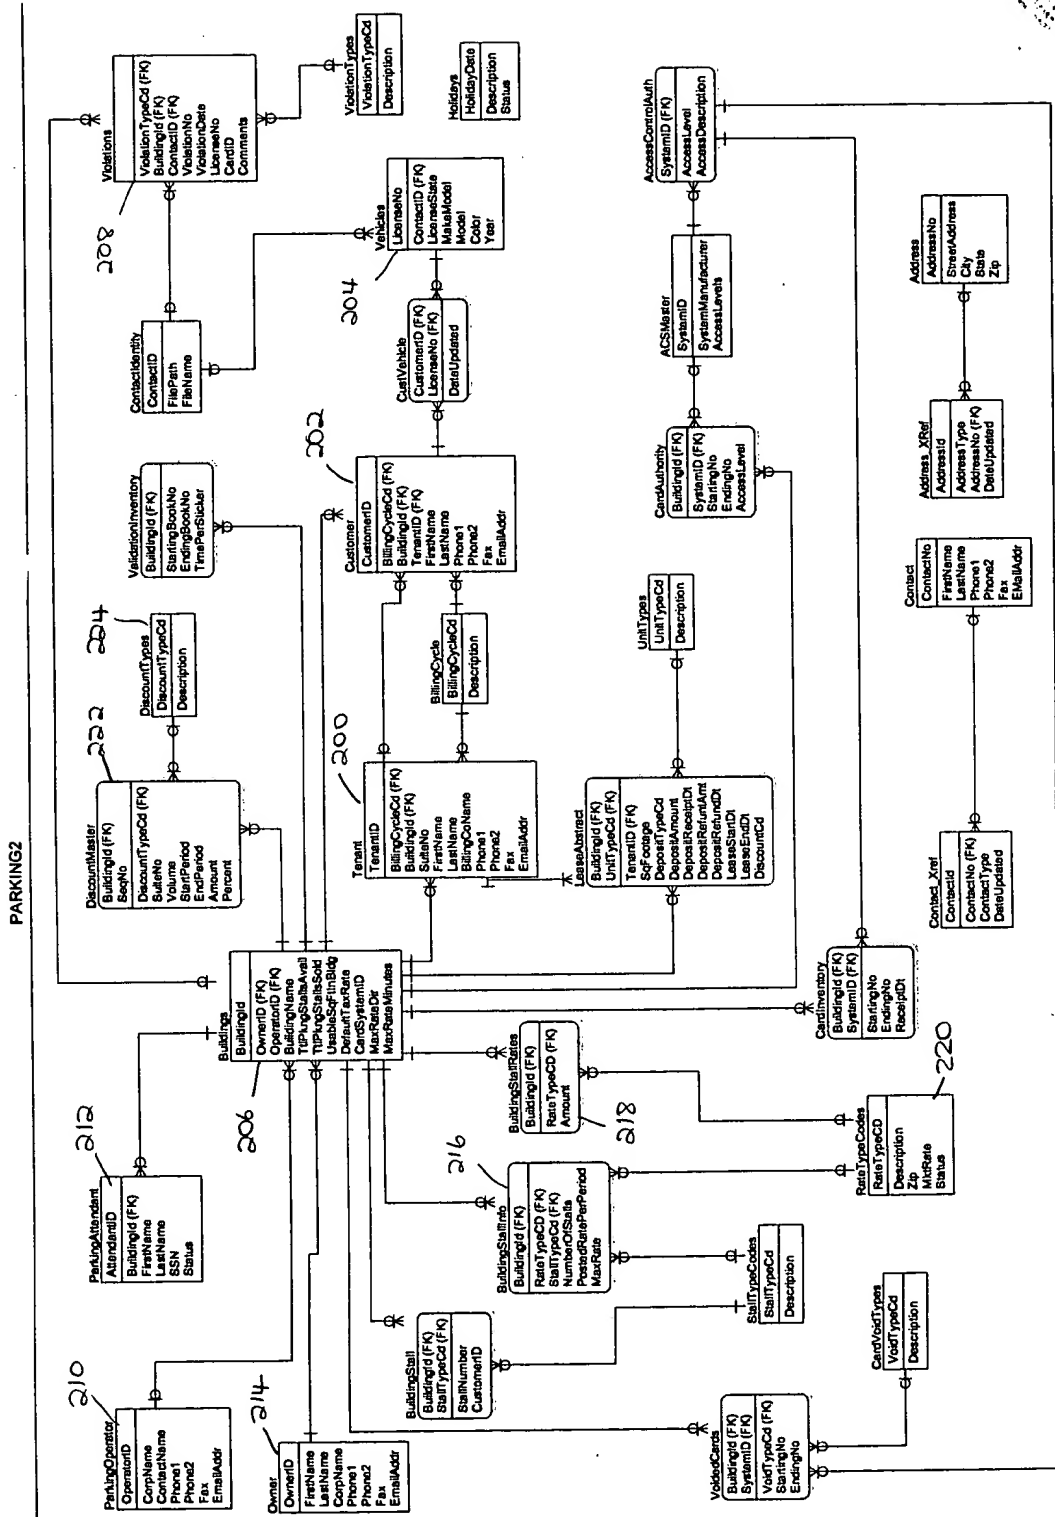 PARKING2
ParkingOperator
210
OperatorID
CorpName
ContactName
Phone1
Phone2
Fax
EmailAddr
ParkingAttendant
212
AttendantID
BuildingId (FK)
FirstName
LastName
SSN
Status
Owner
214
OwnerID
FirstName
LastName
CorpName
Phone1
Phone2
Fax
EmailAddr
Buildings
206
BuildingId
OwnerID (FK)
OperatorID (FK)
BuildingName
TtlPkngStallsAvail
TtlPkngStallsSold
UsableSqFtInBldg
DefaultTaxRate
CardSystemID
MaxRateDir
MaxRateMinutes
DiscountMaster
222
BuildingId (FK)
SeqNo
DiscountTypeCd (FK)
SuiteNo
Volume
StartPeriod
EndPeriod
Amount
Percent
DiscountTypes
224
DiscountTypeCd
Description
ValidationInventory
BuildingId (FK)
StartingBookNo
EndingBookNo
TimePerSticker
ContactIdentity
ContactID
FilePath
FileName
Violations
208
ViolationTypeCd (FK)
BuildingId (FK)
ContactID (FK)
ViolationNo
ViolationDate
LicenseNo
CardID
Comments
ViolationTypes
ViolationTypeCd
Description
Tenant
200
TenantID
BillingCycleCd (FK)
BuildingId (FK)
SuiteNo
FirstName
LastName
BillingCoName
Phone1
Phone2
Fax
EmailAddr
BillingCycle
BillingCycleCd
Description
Customer
202
CustomerID
BillingCycleCd (FK)
BuildingId (FK)
TenantID (FK)
FirstName
LastName
Phone1
Phone2
Fax
EmailAddr
CustVehicle
CustomerID (FK)
LicenseNo (FK)
DateUpdated
Vehicles
204
LicenseNo
ContactID (FK)
LicenseState
MakeModel
Model
Color
Year
Holidays
HolidayDate
Description
Status
BuildingStall
BuildingId (FK)
StallTypeCd (FK)
StallNumber
CustomerID
BuildingStallInfo
216
BuildingId (FK)
RateTypeCD (FK)
StallTypeCd (FK)
NumberOfStalls
PostedRatePerPeriod
MaxRate
BuildingStallRates
218
BuildingId (FK)
RateTypeCD (FK)
Amount
LeaseAbstract
BuildingId (FK)
UnitTypeCd (FK)
TenantID (FK)
SqFootage
DepositTypeCd
DepositAmount
DepositReceiptDt
DepositRefuntAmt
DepositRefundDt
LeaseStartDt
LeaseEndDt
DiscountCd
UnitTypes
UnitTypeCd
Description
CardAuthority
BuildingId (FK)
SystemID (FK)
StartingNo
EndingNo
AccessLevel
ACSMaster
SystemID
SystemManufacturer
AccessLevels
AccessControlAuth
SystemID (FK)
AccessLevel
AccessDescription
VoidedCards
BuildingId (FK)
SystemID (FK)
VoidTypeCd (FK)
StartingNo
EndingNo
CardVoidTypes
VoidTypeCd
Description
StallTypeCodes
StallTypeCd
Description
RateTypeCodes
220
RateTypeCD
Description
Zip
MktRate
Status
CardInventory
BuildingId (FK)
SystemID (FK)
StartingNo
EndingNo
ReceiptDt
Contact_Xref
ContactId
ContactNo (FK)
ContactType
DateUpdated
Contact
ContactNo
FirstName
LastName
Phone1
Phone2
Fax
EMailAddr
Address_XRef
AddressId
AddressType
AddressNo (FK)
DateUpdated
Address
AddressNo
StreetAddress
City
State
Zip